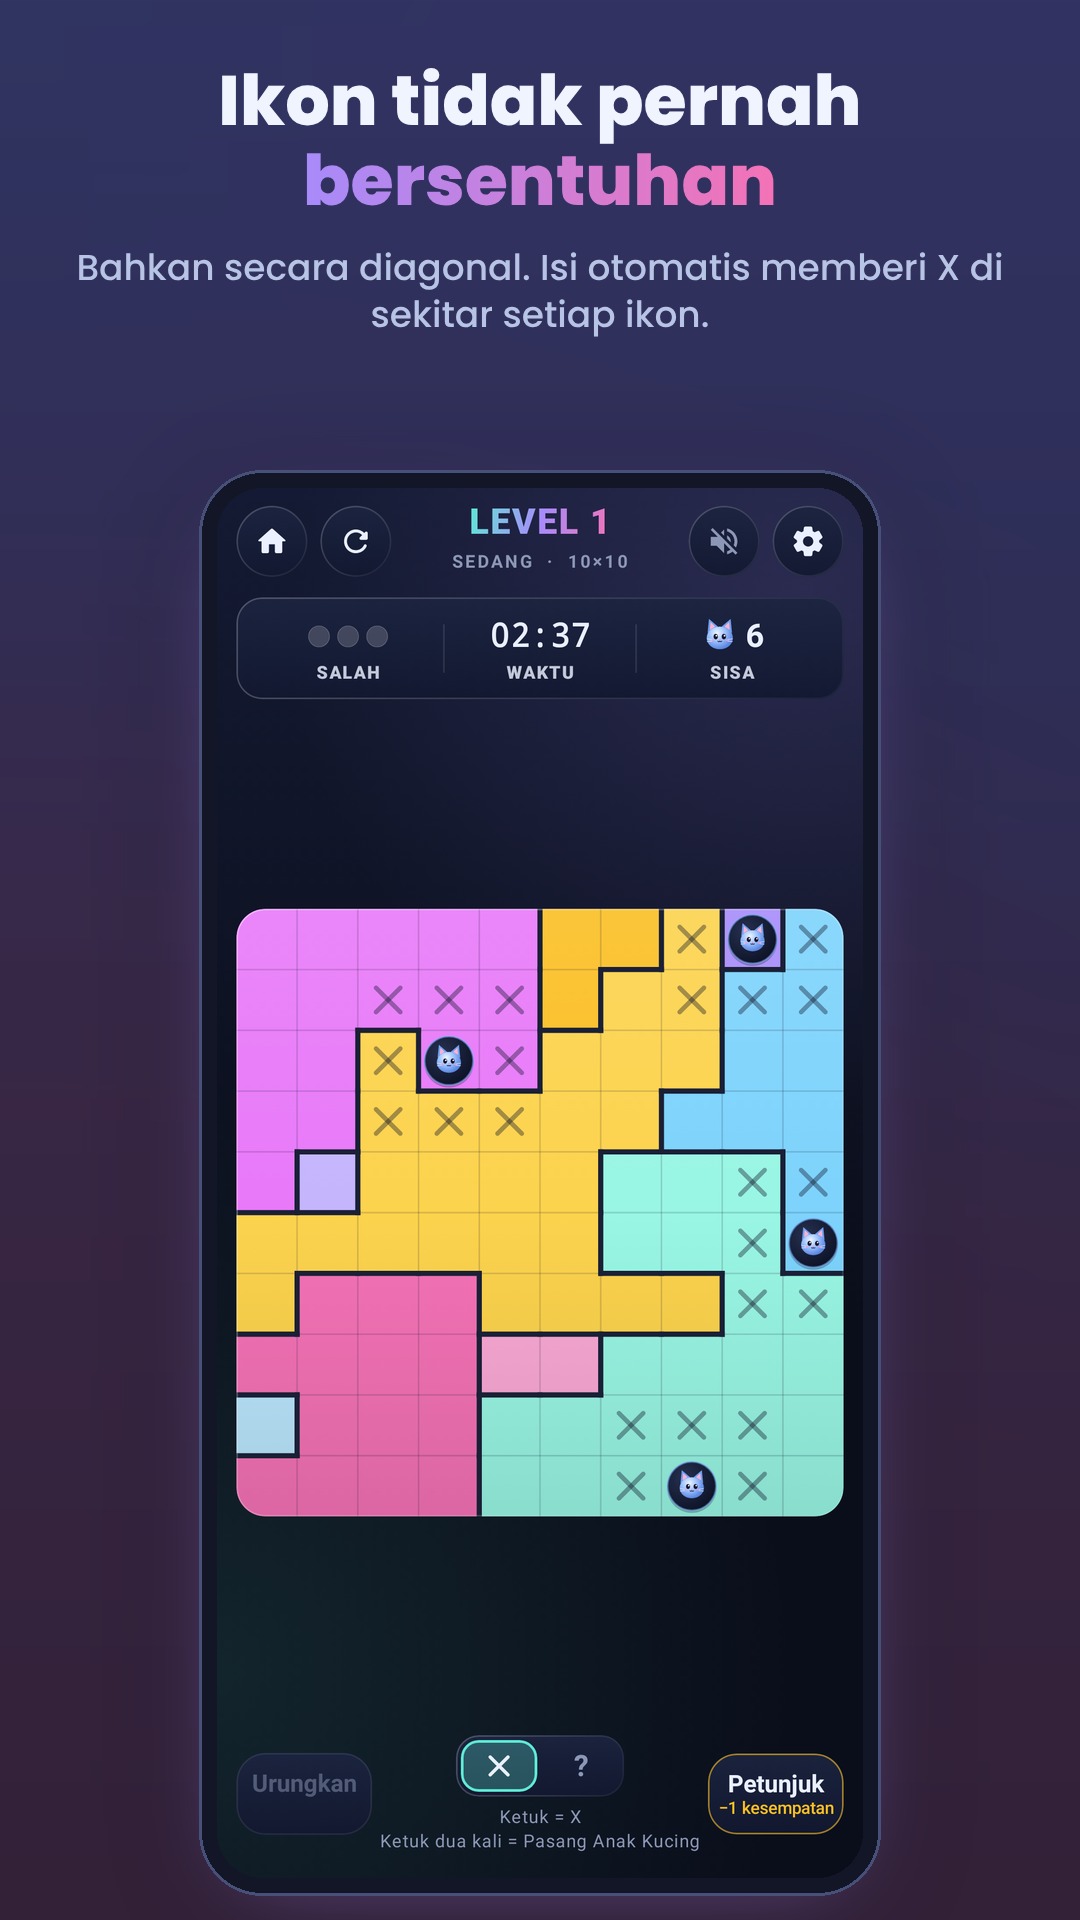 Ikon tidak pernah
bersentuhan
Bahkan secara diagonal. Isi otomatis memberi X di
sekitar setiap ikon.
LEVEL 1
SEDANG · 10×10
02:37
6
SALAH
WAKTU
SISA
Urungkan
?
Petunjuk
−1 kesempatan
Ketuk = X
Ketuk dua kali = Pasang Anak Kucing